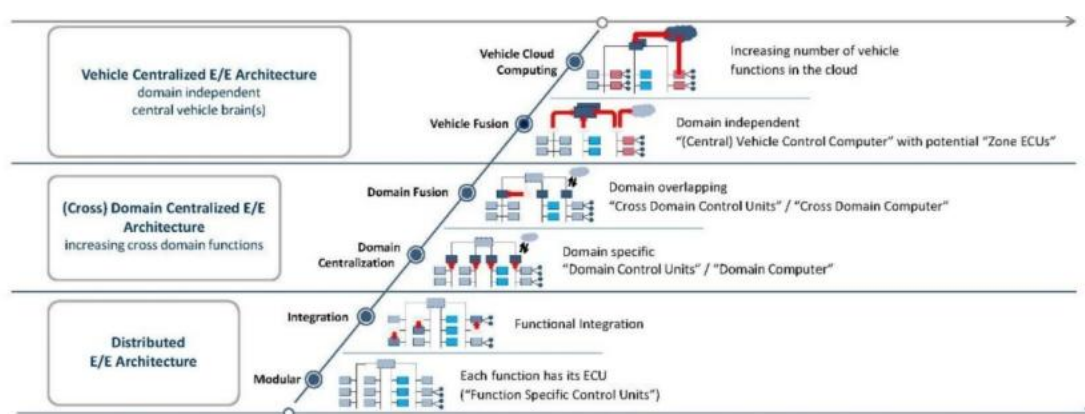 Vehicle Centralized E/E Architecture
domain independent
central vehicle brain(s)
Vehicle Cloud
Computing
Increasing number of vehicle
functions in the cloud
Vehicle Fusion
Domain independent
"(Central) Vehicle Control Computer" with potential "Zone ECUs"
(Cross) Domain Centralized E/E
Architecture
increasing cross domain functions
Domain Fusion
Domain overlapping
"Cross Domain Control Units" / "Cross Domain Computer"
Domain
Centralization
Domain specific
"Domain Control Units" / "Domain Computer"
Distributed
E/E Architecture
Integration
Functional Integration
Modular
Each function has its ECU
("Function Specific Control Units")